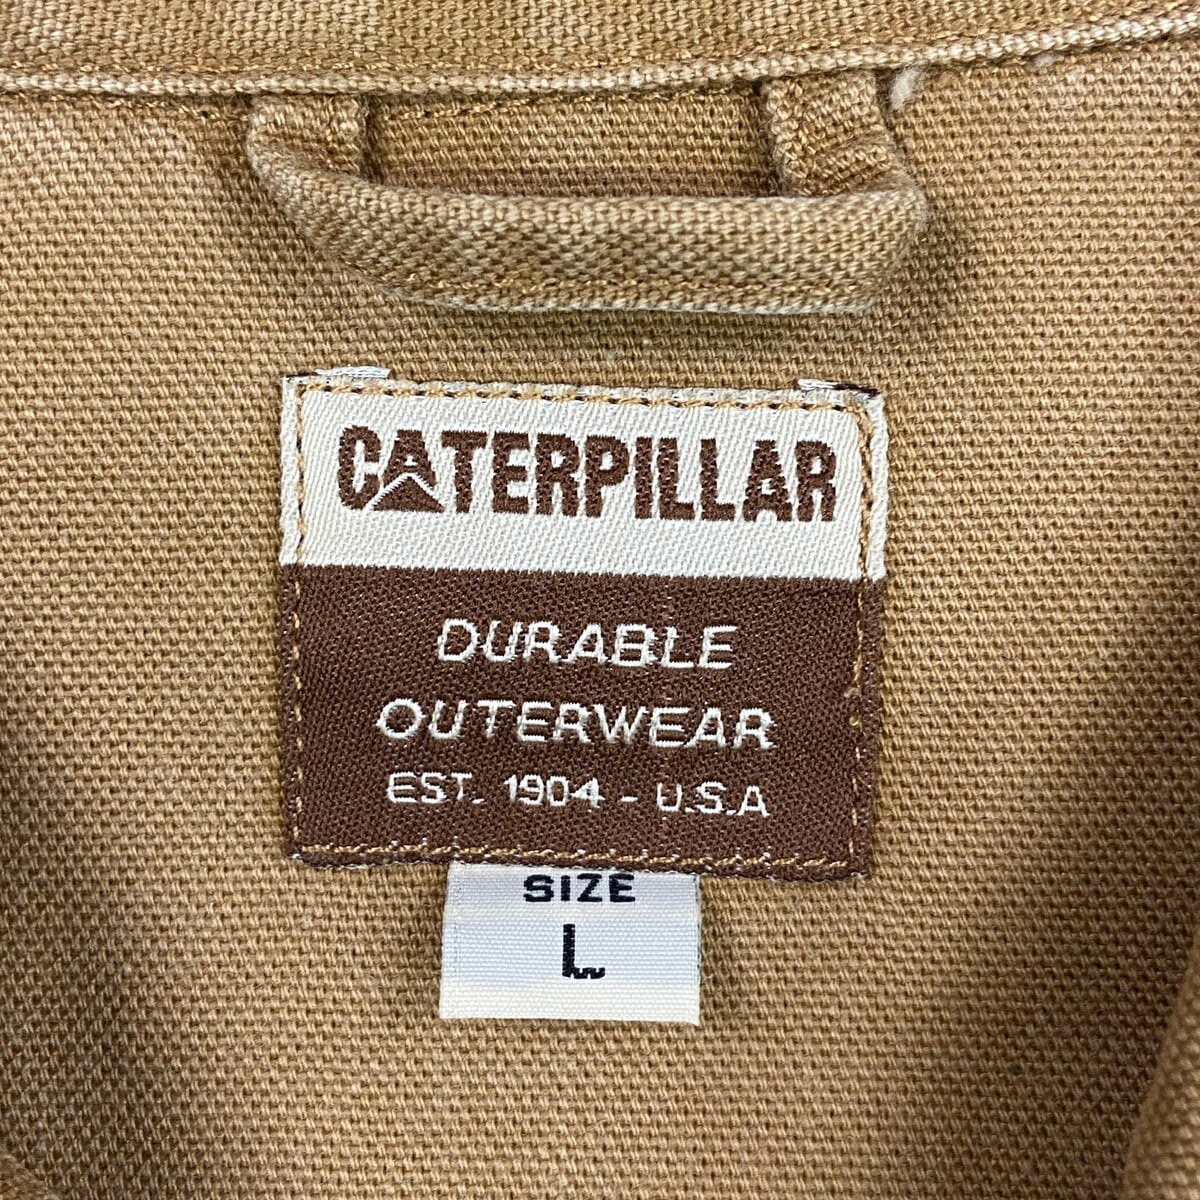 CATERPILLAR
DURABLE
OUTERWEAR
EST. 1904 - U.S.A
SIZE
L